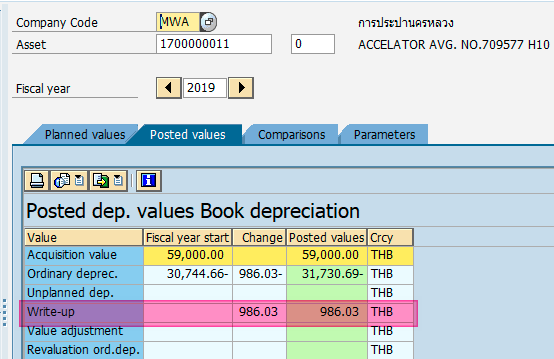 Company Code MWA การประปานครหลวง
Asset 1700000011 0 ACCELATOR AVG. NO.709577 H10
Fiscal year 2019
Planned values Posted values Comparisons Parameters
Posted dep. values Book depreciation
Value Fiscal year start Change Posted values Crcy
Acquisition value 59,000.00 59,000.00 THB
Ordinary deprec. 30,744.66- 986.03- 31,730.69- THB
Unplanned dep. THB
Write-up 986.03 986.03 THB
Value adjustment THB
Revaluation ord.dep. THB